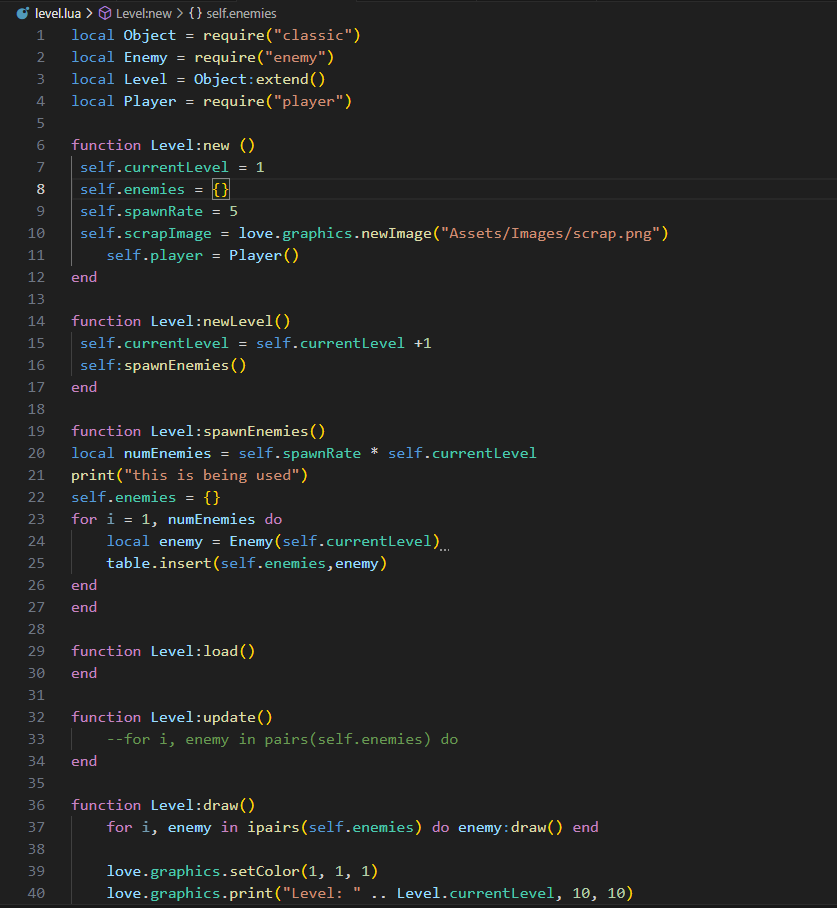 level.lua > Level:new > {} self.enemies
1 local Object = require("classic")
2 local Enemy = require("enemy")
3 local Level = Object:extend()
4 local Player = require("player")
5
6 function Level:new ()
7  self.currentLevel = 1
8  self.enemies = {}
9  self.spawnRate = 5
10  self.scrapImage = love.graphics.newImage("Assets/Images/scrap.png")
11     self.player = Player()
12 end
13
14 function Level:newLevel()
15  self.currentLevel = self.currentLevel +1
16  self:spawnEnemies()
17 end
18
19 function Level:spawnEnemies()
20 local numEnemies = self.spawnRate * self.currentLevel
21 print("this is being used")
22 self.enemies = {}
23 for i = 1, numEnemies do
24     local enemy = Enemy(self.currentLevel)
25     table.insert(self.enemies,enemy)
26 end
27 end
28
29 function Level:load()
30 end
31
32 function Level:update()
33     --for i, enemy in pairs(self.enemies) do
34 end
35
36 function Level:draw()
37     for i, enemy in ipairs(self.enemies) do enemy:draw() end
38
39     love.graphics.setColor(1, 1, 1)
40     love.graphics.print("Level: " .. Level.currentLevel, 10, 10)